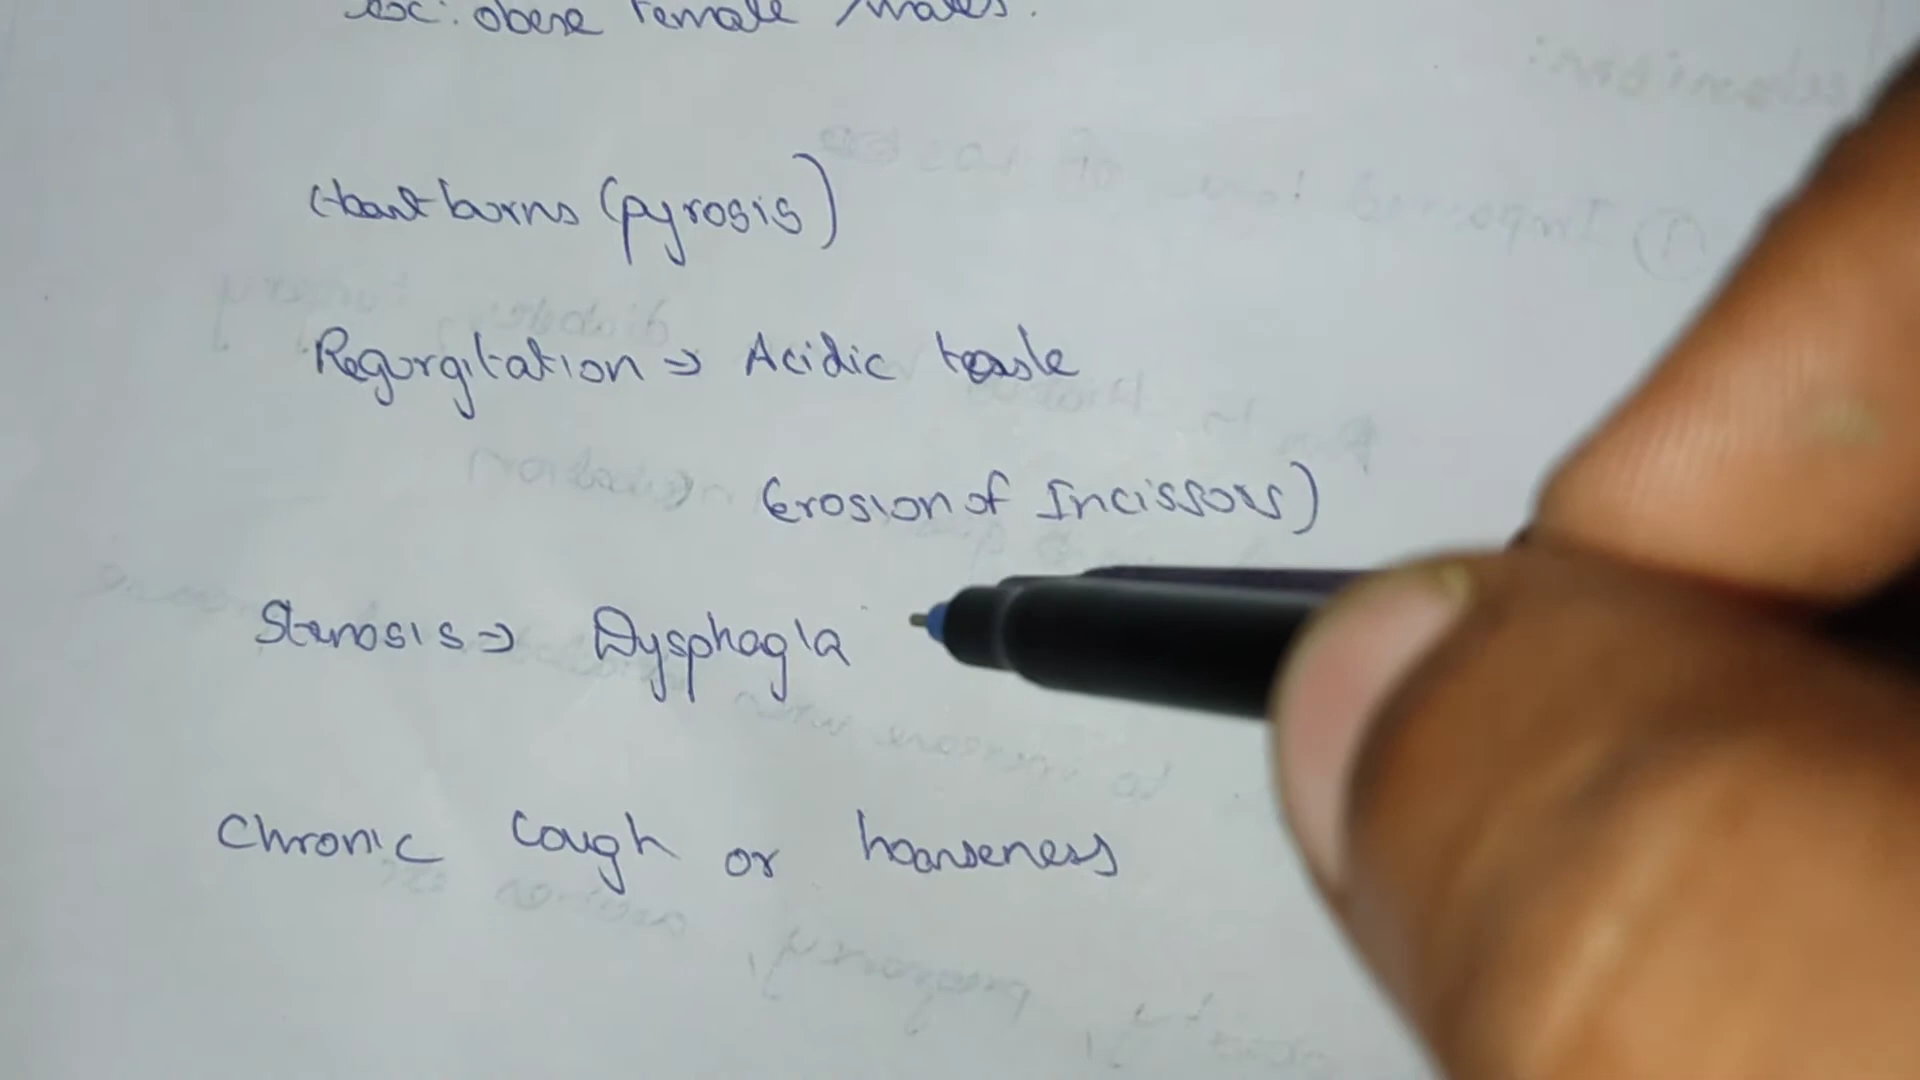 obese female /males.
Heart burns (pyrosis)
Regurgitation ⇒ Acidic taste
Erosion of Incissors)
Stenosis ⇒ Dysphagia
Chronic cough or hoarseness